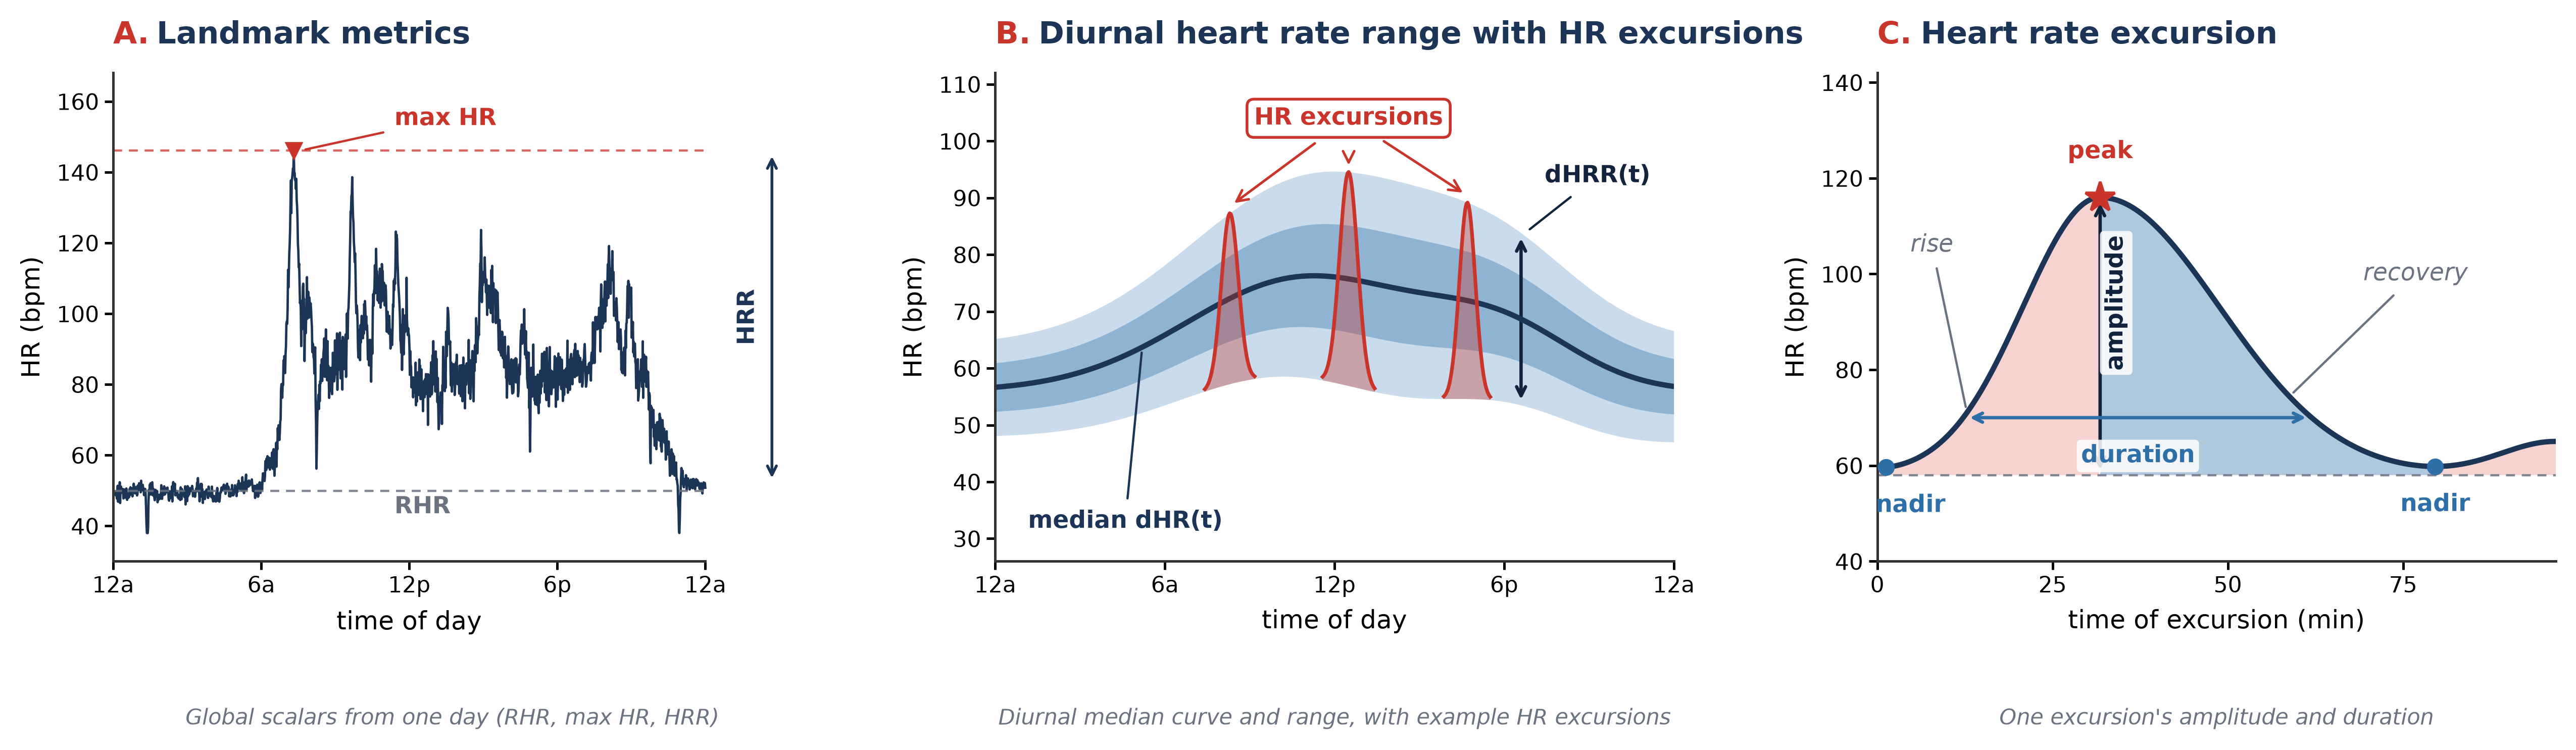 A. Landmark metrics
160
140
120
100
80
60
40
HR (bpm)
max HR
RHR
HRR
12a
6a
12p
6p
12a
time of day
Global scalars from one day (RHR, max HR, HRR)
B. Diurnal heart rate range with HR excursions
110
100
90
80
70
60
50
40
30
HR (bpm)
HR excursions
dHRR(t)
median dHR(t)
12a
6a
12p
6p
12a
time of day
Diurnal median curve and range, with example HR excursions
C. Heart rate excursion
140
120
100
80
60
40
HR (bpm)
peak
rise
amplitude
recovery
duration
nadir
nadir
0
25
50
75
time of excursion (min)
One excursion's amplitude and duration